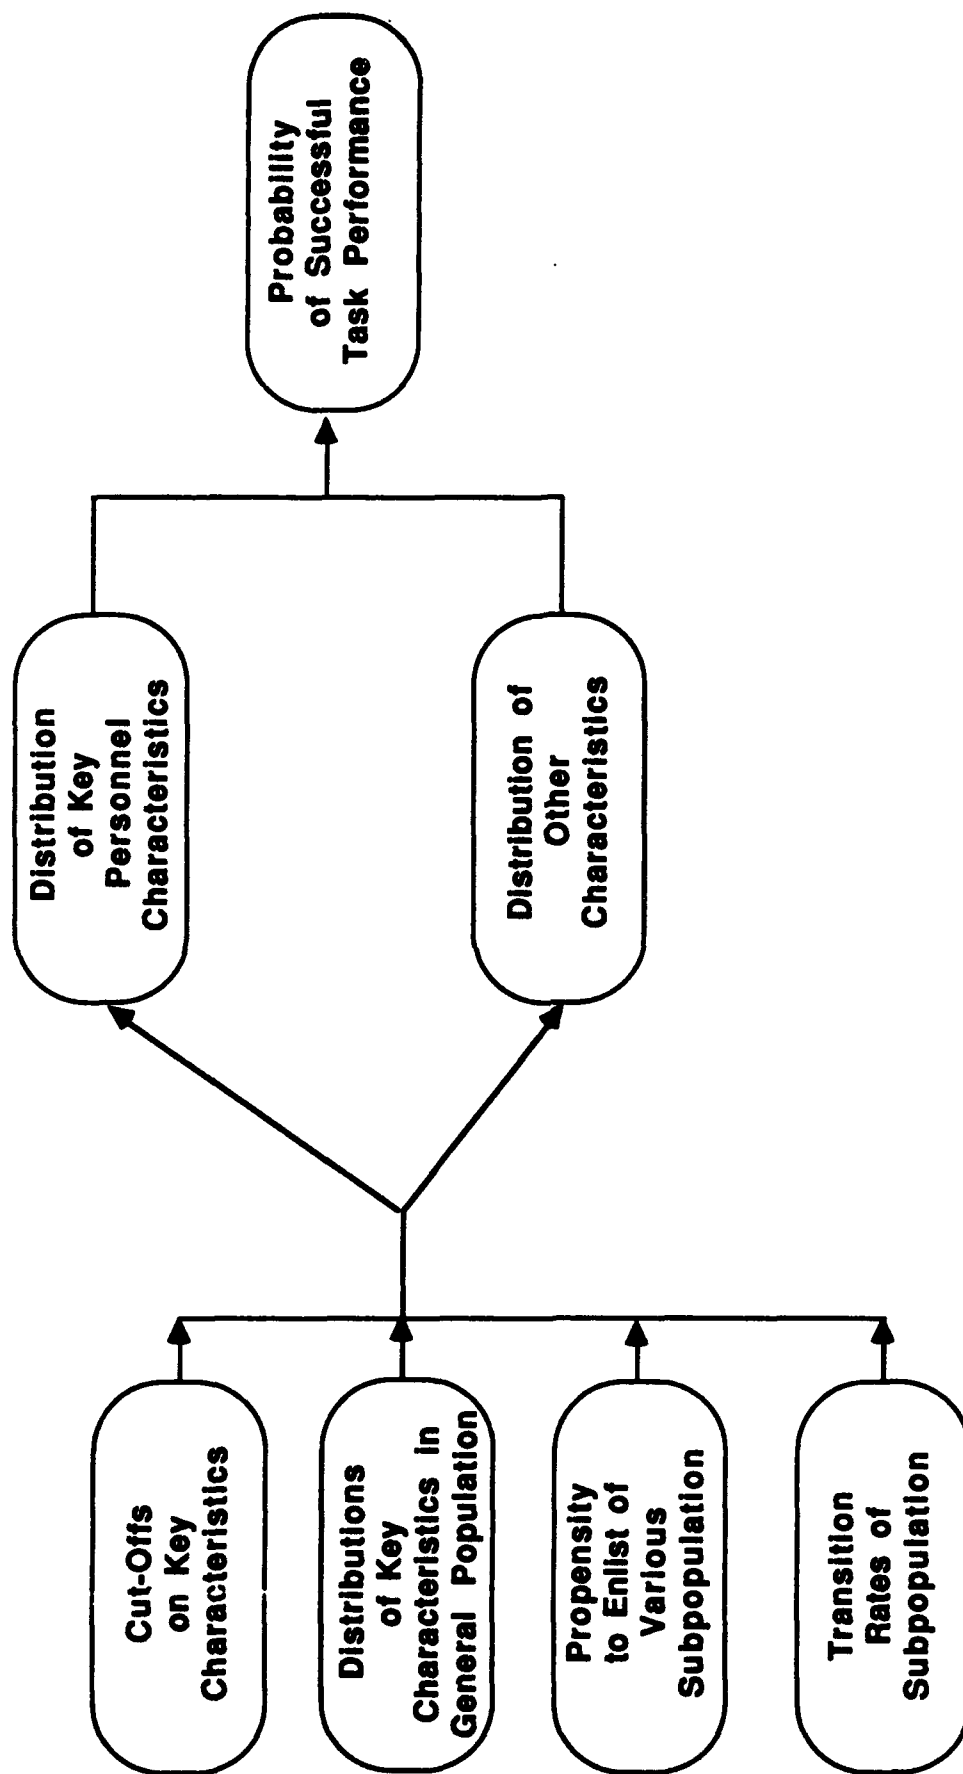 Cut-Offs
on Key
Characteristics
Distributions
of Key
Characteristics in
General Population
Propensity
to Enlist of
Various
Subpopulation
Transition
Rates of
Subpopulation
Distribution
of Key
Personnel
Characteristics
Distribution of
Other
Characteristics
Probability
of Successful
Task Performance